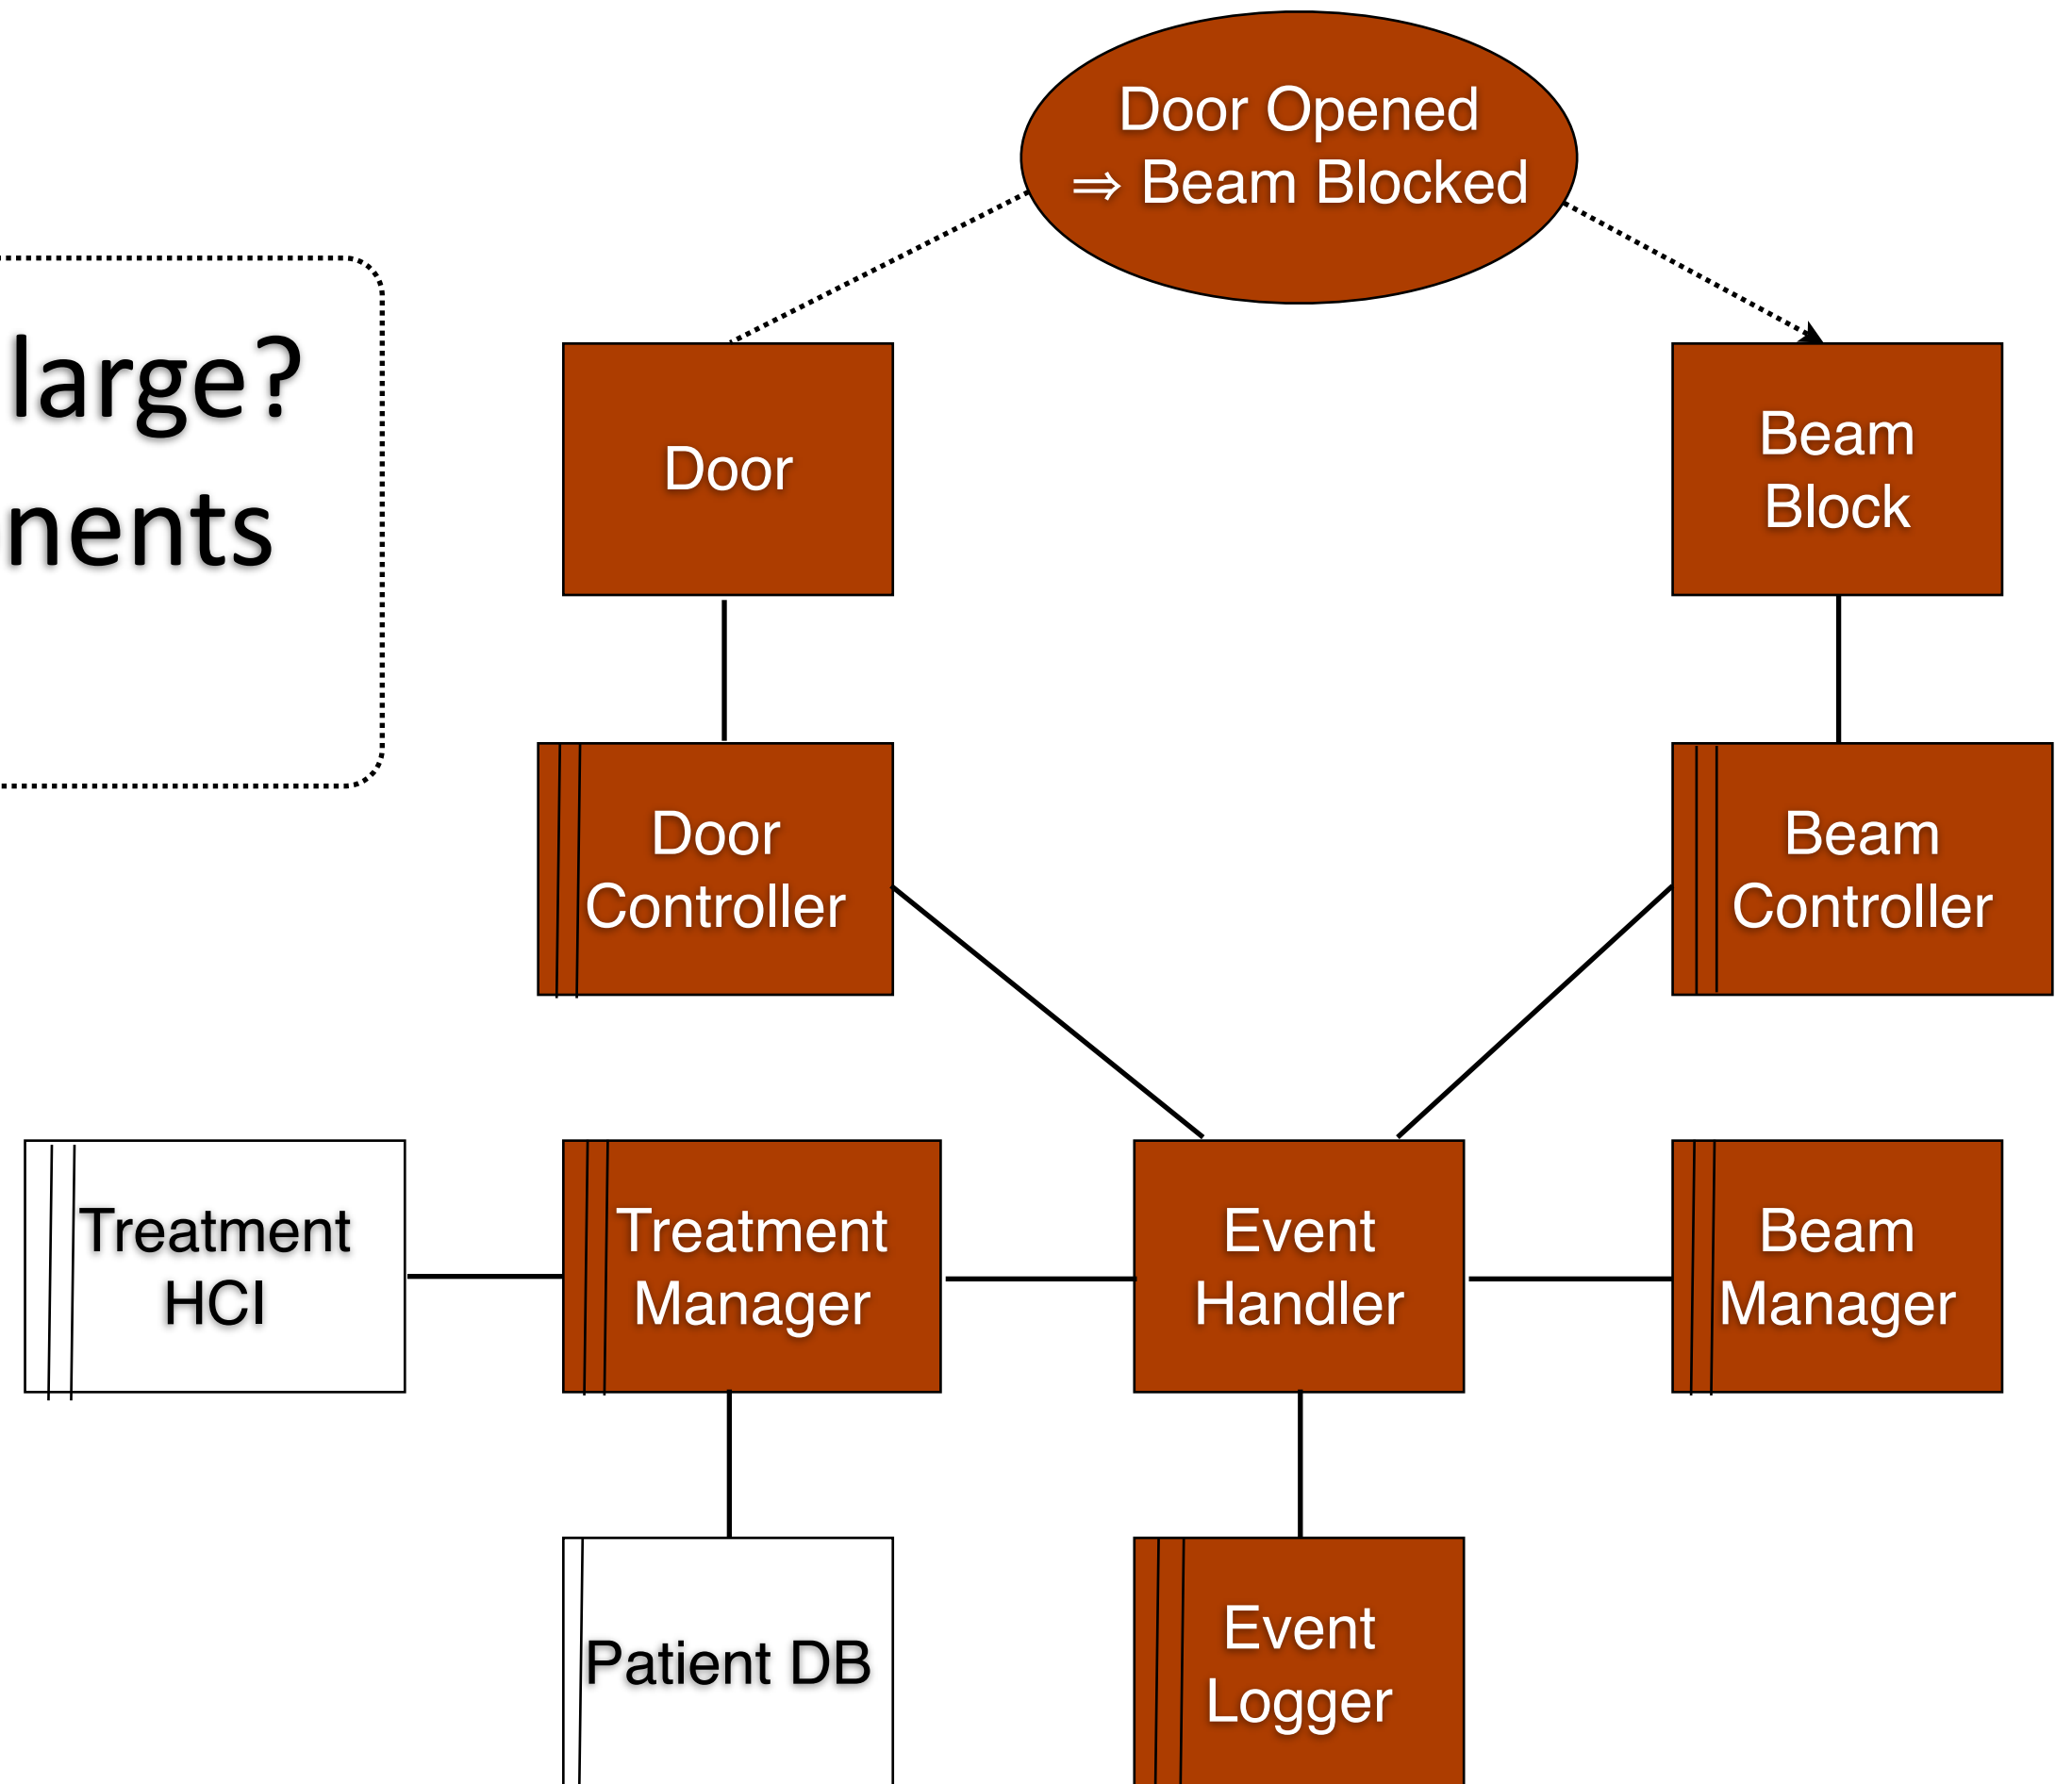 Door Opened
⇒ Beam Blocked
large?
nents
Door
Beam
Block
Door
Controller
Beam
Controller
Treatment
HCI
Treatment
Manager
Event
Handler
Beam
Manager
Patient DB
Event
Logger